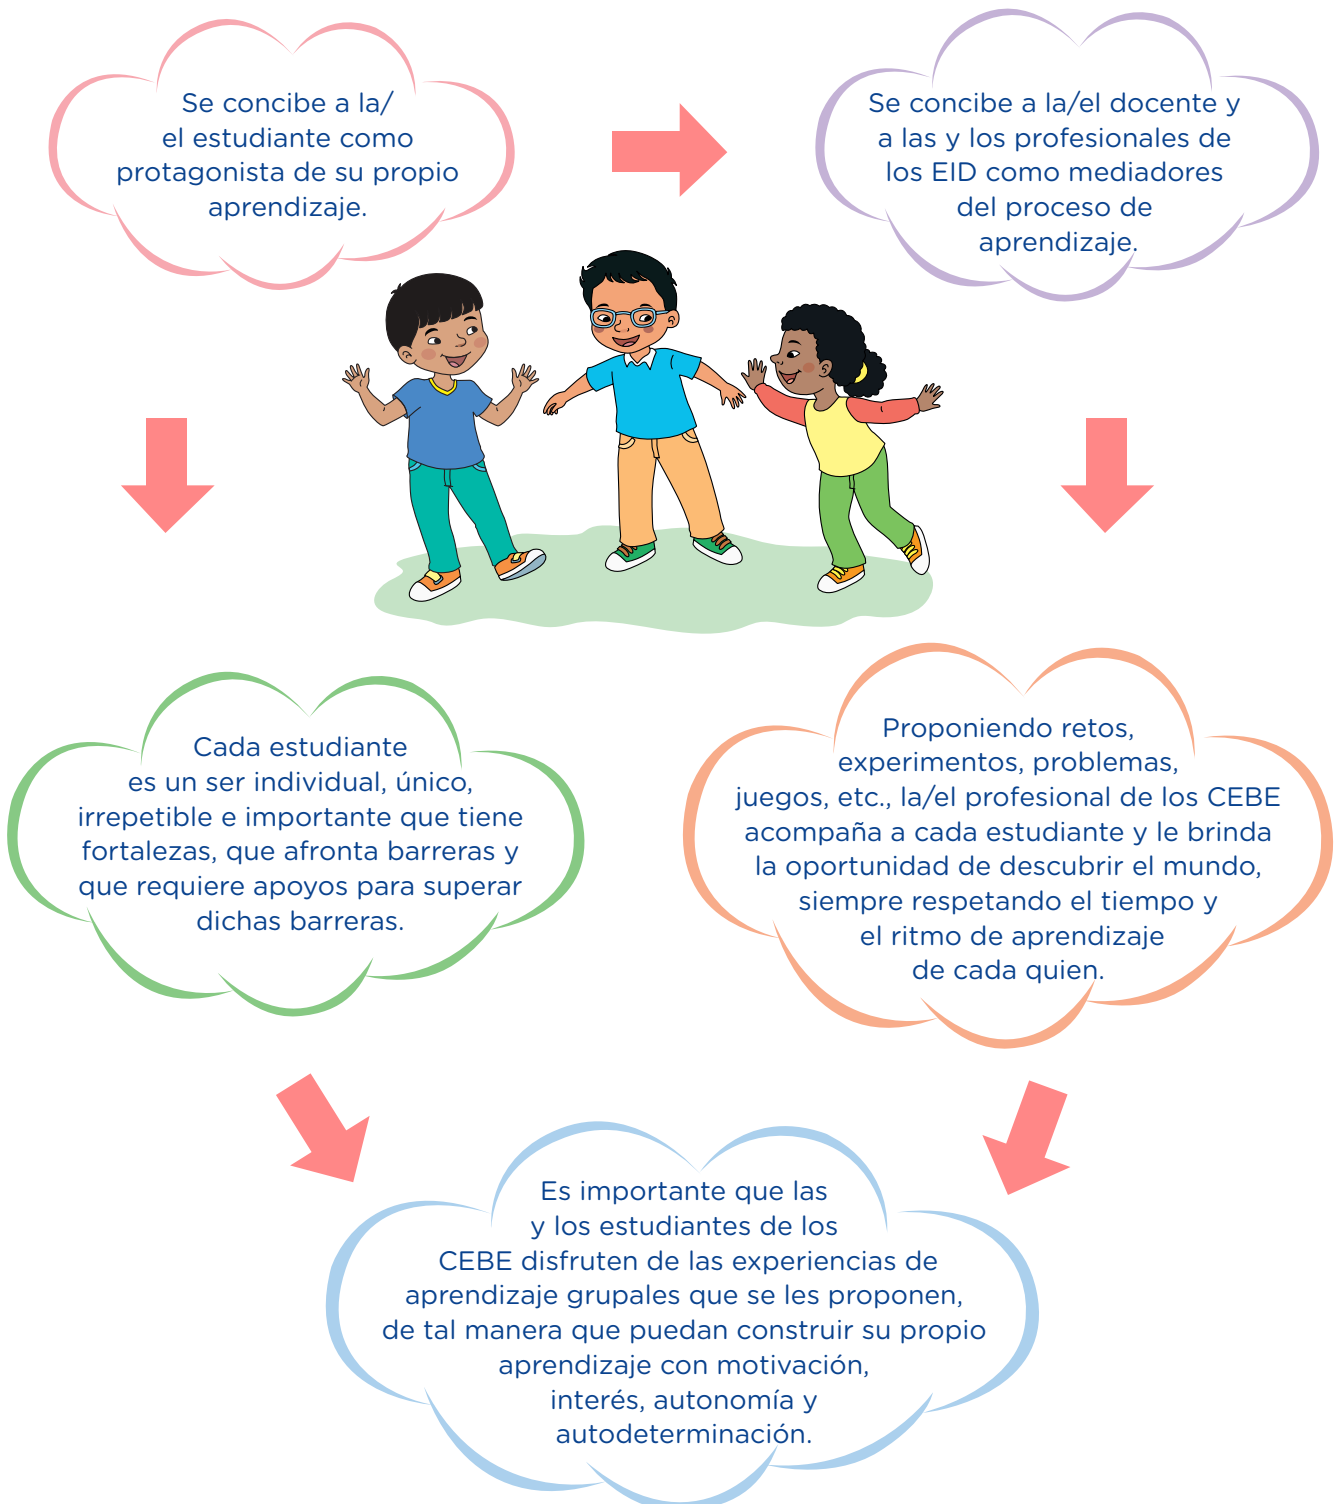 Se concibe a la/
el estudiante como
protagonista de su propio
aprendizaje.
Se concibe a la/el docente y
a las y los profesionales de
los EID como mediadores
del proceso de
aprendizaje.
Cada estudiante
es un ser individual, único,
irrepetible e importante que tiene
fortalezas, que afronta barreras y
que requiere apoyos para superar
dichas barreras.
Proponiendo retos,
experimentos, problemas,
juegos, etc., la/el profesional de los CEBE
acompaña a cada estudiante y le brinda
la oportunidad de descubrir el mundo,
siempre respetando el tiempo y
el ritmo de aprendizaje
de cada quien.
Es importante que las
y los estudiantes de los
CEBE disfruten de las experiencias de
aprendizaje grupales que se les proponen,
de tal manera que puedan construir su propio
aprendizaje con motivación,
interés, autonomía y
autodeterminación.